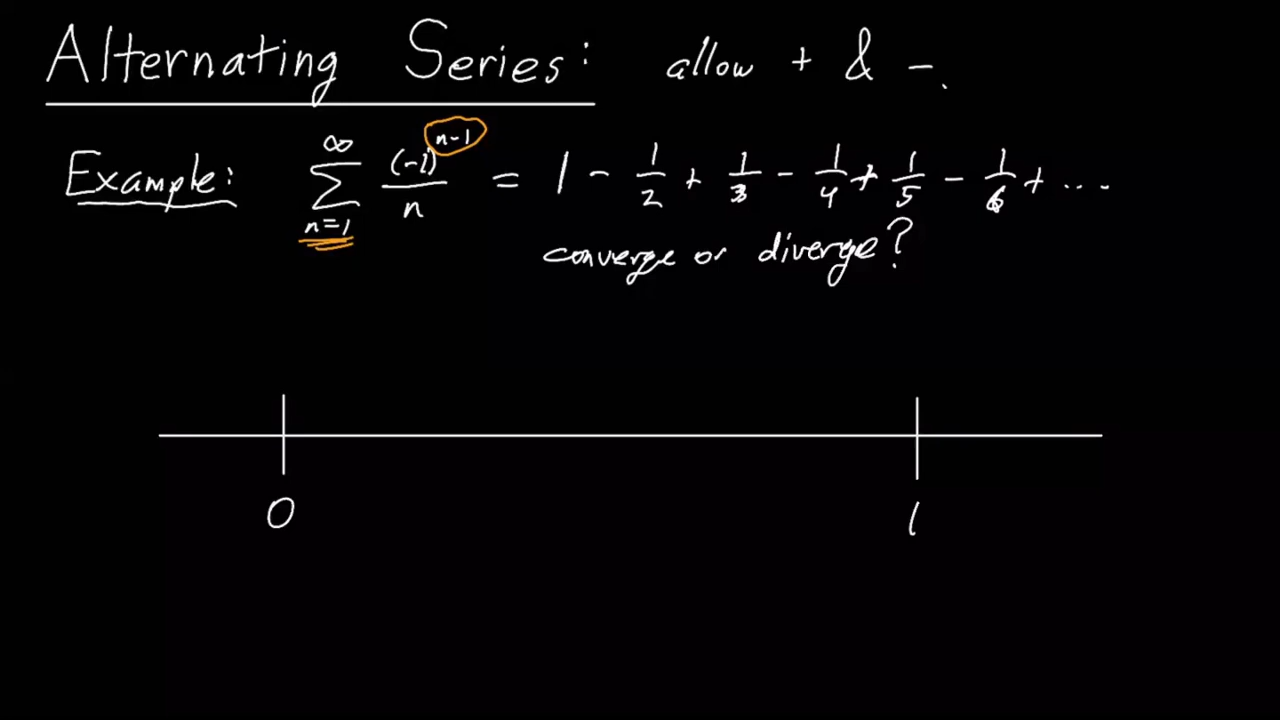 Alternating Series: allow + & -.
Example: ∞ ∑ n=1 (-1)^(n-1)/n = 1 - 1/2 + 1/3 - 1/4 + 1/5 - 1/6 + ...
converge or diverge?
0 1